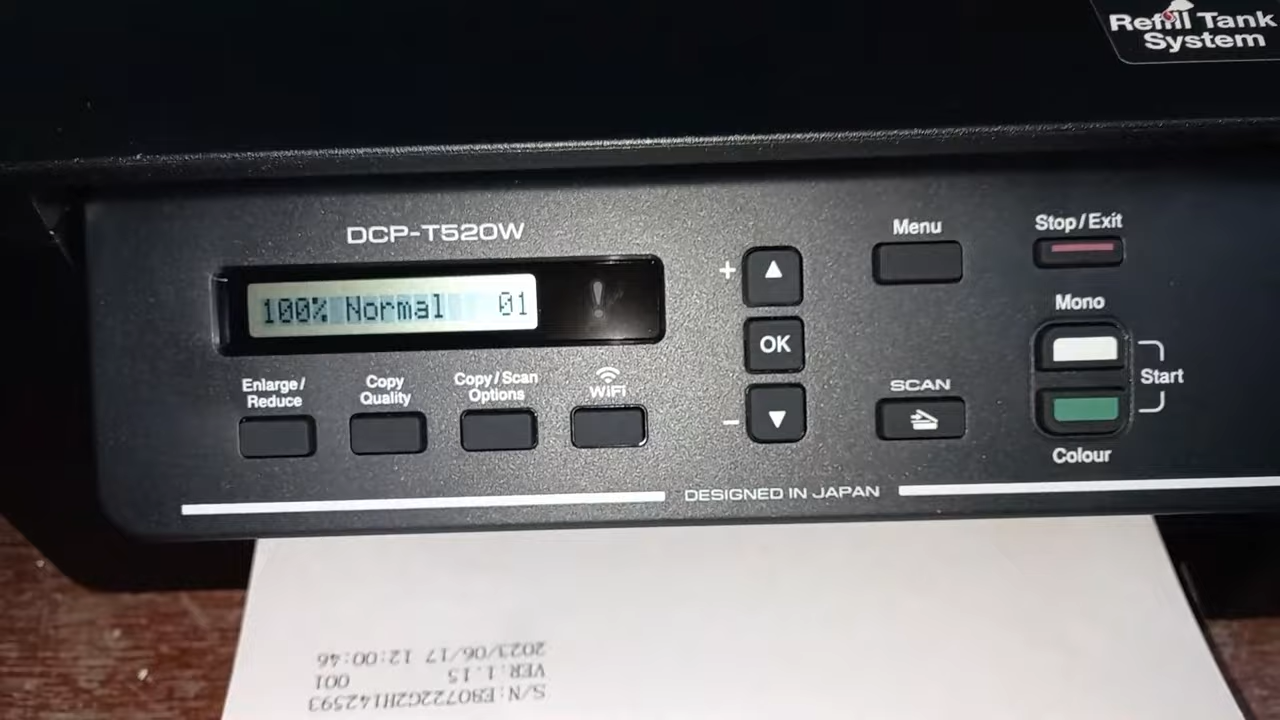 Refill Tank
System
DCP-T520W
100% Normal 01
Enlarge/
Reduce
Copy
Quality
Copy/Scan
Options
WiFi
+
OK
−
Menu
SCAN
Stop/Exit
Mono
Start
Colour
DESIGNED IN JAPAN
2023/06/17 12:00:46
VER:1.15 001
S/N:E80722G2H142593